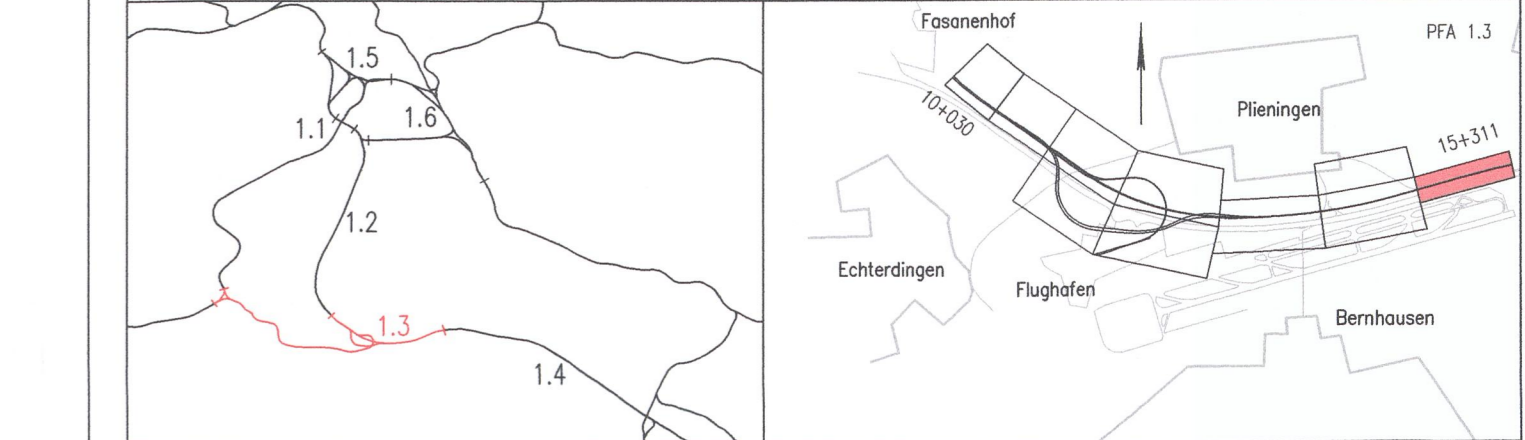 1.5
1.6
1.1
1.2
1.3
1.4
Fasanenhof
PFA 1.3
10+030
Plieningen
15+311
Echterdingen
Flughafen
Bernhausen